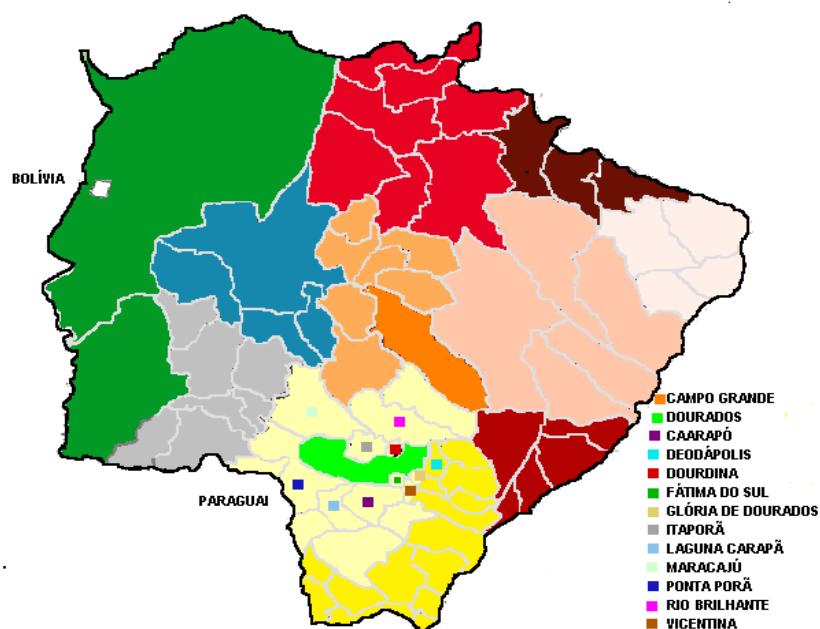 BOLÍVIA
PARAGUAI
CAMPO GRANDE
DOURADOS
CAARAPÓ
DEODÁPOLIS
DOURDINA
FÁTIMA DO SUL
GLÓRIA DE DOURADOS
ITAPORÃ
LAGUNA CARAPÃ
MARACAJÚ
PONTA PORÃ
RIO BRILHANTE
VICENTINA